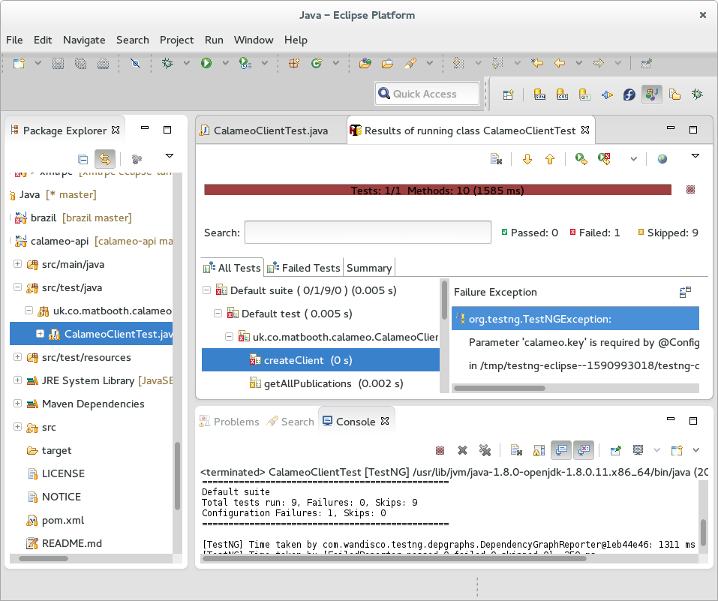 Java – Eclipse Platform
File Edit Navigate Search Project Run Window Help
Quick Access
Package Explorer
Java [* master]
brazil [brazil master]
calameo-api [calameo-api ma
src/main/java
src/test/java
uk.co.matbooth.calameo
CalameoClientTest.jav
src/test/resources
JRE System Library [JavaSE
Maven Dependencies
src
target
LICENSE
NOTICE
pom.xml
README.md
CalameoClientTest.java
Results of running class CalameoClientTest
Tests: 1/1 Methods: 10 (1585 ms)
Search:
Passed: 0 Failed: 1 Skipped: 9
All Tests Failed Tests Summary
Default suite ( 0/1/9/0 ) (0.005 s)
Default test ( 0.005 s)
uk.co.matbooth.calameo.CalameoClie
createClient (0 s)
getAllPublications (0.002 s)
Failure Exception
org.testng.TestNGException:
Parameter 'calameo.key' is required by @Config
in /tmp/testng-eclipse--1590993018/testng-c
Problems Search Console
<terminated> CalameoClientTest [TestNG] /usr/lib/jvm/java-1.8.0-openjdk-1.8.0.11.x86_64/bin/java (20
===============================================
Default suite
Total tests run: 9, Failures: 0, Skips: 9
Configuration Failures: 1, Skips: 0
===============================================
[TestNG] Time taken by com.wandisco.testng.depgraphs.DependencyGraphReporter@1eb44e46: 1311 ms